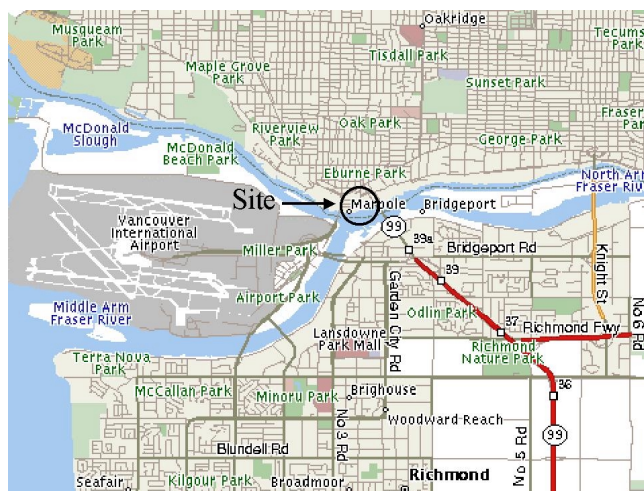 Oakridge
Musqueam
Park
Tisdall Park
Tecums
Pa
Maple Grove
Park
Sunset Park
McDonald
Slough
McDonald
Beach Park
Riverview
Park
Oak Park
Fraser
Par
George Park
Eburne Park
North Arm
Fraser River
Site
Marpole
Bridgeport
Vancouver
International
Airport
99
39a
Bridgeport Rd
Miller Park
39
Knight St
No 6 Rd
Airport Park
Garden City Rd
Odlin Park
Middle Arm
Fraser River
37
Richmond Fwy
Lansdowne
Park Mall
Richmond
Nature Park
Terra Nova
Park
McCallan Park
Minoru Park
Brighouse
36
Woodward Reach
No 3 Rd
99
Blundell Rd
No 5 Rd
Seafair
Kilgour Park
Broadmoor
Richmond